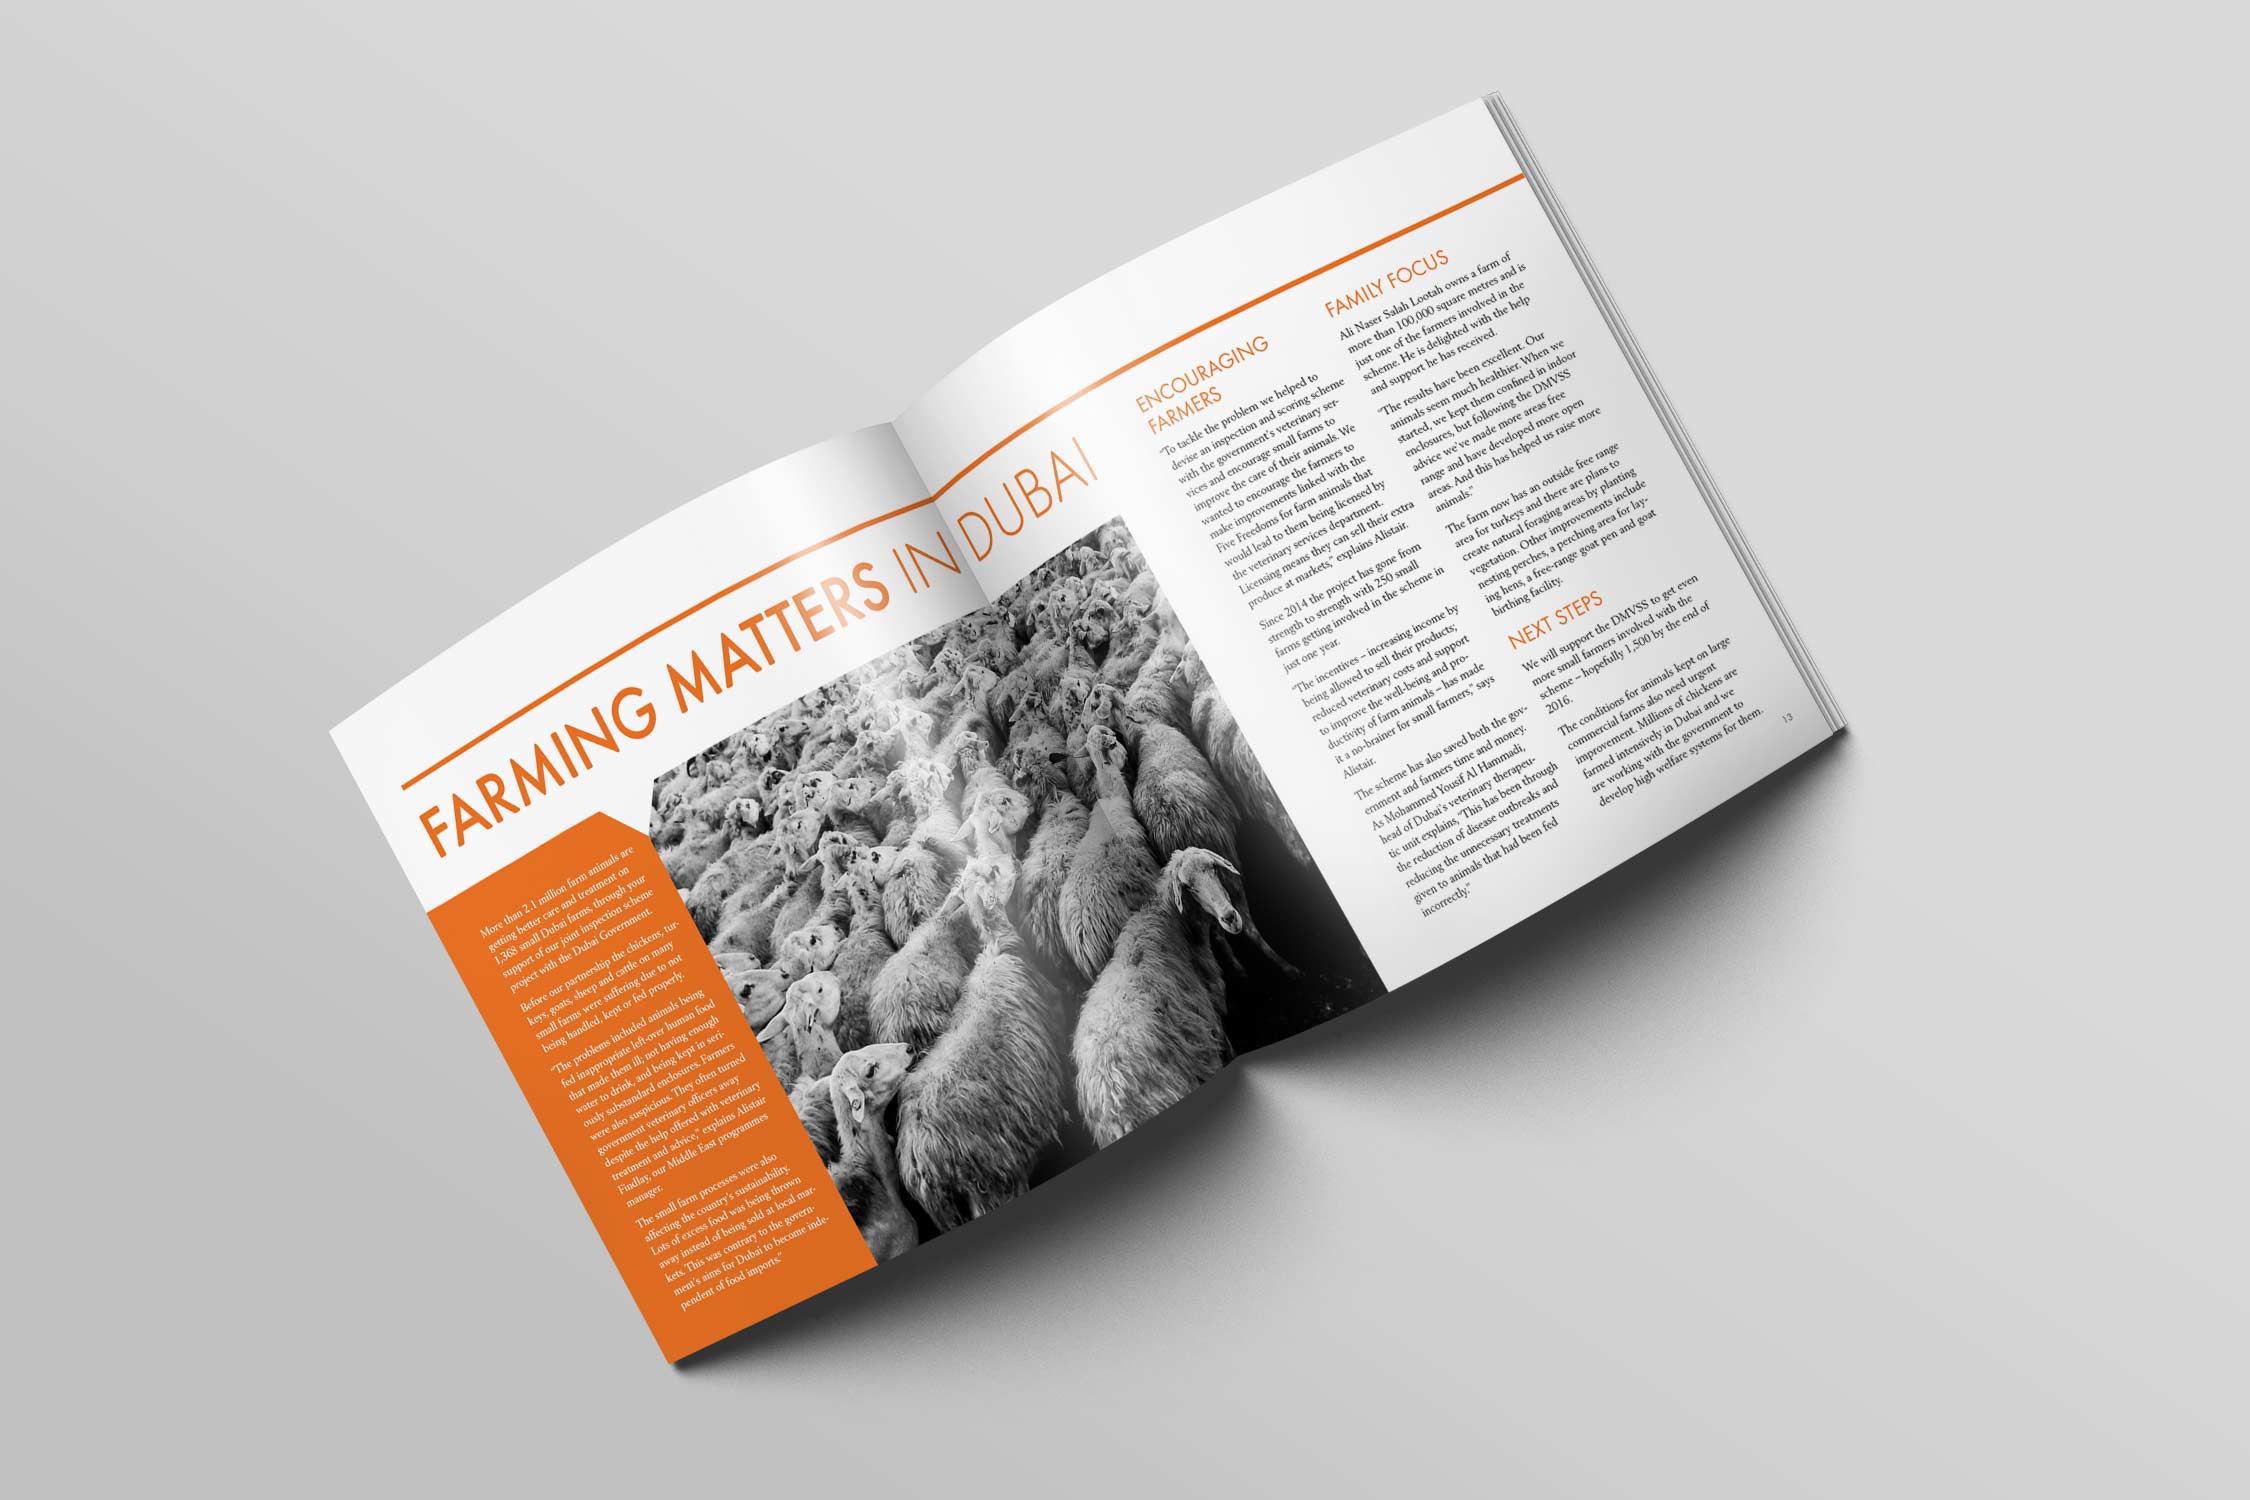 FARMING MATTERS IN DUBAI
More than 2.1 million farm animals are
getting better care and treatment on
1,368 small Dubai farms, through your
support of our joint inspection scheme
project with the Dubai Government.
Before our partnership the chickens, tur-
keys, goats, sheep and cattle on many
small farms were suffering due to not
being handled, kept or fed properly.
“The problems included animals being
fed inappropriate left-over human food
that made them ill; not having enough
water to drink, and being kept in seri-
ously substandard enclosures. Farmers
were also suspicious. They often turned
government veterinary officers away
despite the help offered with veterinary
treatment and advice,” explains Alistair
Findlay, our Middle East programmes
manager.
The small farm processes were also
affecting the country’s sustainability.
Lots of excess food was being thrown
away instead of being sold at local mar-
kets. This was contrary to the govern-
ment’s aims for Dubai to become inde-
pendent of food imports.”
ENCOURAGING
FARMERS
“To tackle the problem we helped to
devise an inspection and scoring scheme
with the government’s veterinary ser-
vices and encourage small farms to
improve the care of their animals. We
wanted to encourage the farmers to
make improvements linked with the
Five Freedoms for farm animals that
would lead to them being licensed by
the veterinary services department.
Licensing means they can sell their extra
produce at markets,” explains Alistair.
Since 2014 the project has gone from
strength to strength with 250 small
farms getting involved in the scheme in
just one year.
“The incentives – increasing income by
being allowed to sell their products;
reduced veterinary costs and support
to improve the well-being and pro-
ductivity of farm animals – has made
it a no-brainer for small farmers,” says
Alistair.
The scheme has also saved both the gov-
ernment and farmers time and money.
As Mohammed Yousif Al Hammadi,
head of Dubai’s veterinary therapeu-
tic unit explains, “This has been through
the reduction of disease outbreaks and
reducing the unnecessary treatments
given to animals that had been fed
incorrectly.”
FAMILY FOCUS
Ali Naser Salah Lootah owns a farm of
more than 100,000 square metres and is
just one of the farmers involved in the
scheme. He is delighted with the help
and support he has received.
“The results have been excellent. Our
animals seem much healthier. When we
started, we kept them confined in indoor
enclosures, but following the DMVSS
advice we’ve made more areas free
range and have developed more open
areas. And this has helped us raise more
animals.”
The farm now has an outside free range
area for turkeys and there are plans to
create natural foraging areas by planting
vegetation. Other improvements include
nesting perches, a perching area for lay-
ing hens, a free-range goat pen and goat
birthing facility.
NEXT STEPS
We will support the DMVSS to get even
more small farmers involved with the
scheme – hopefully 1,500 by the end of
2016.
The conditions for animals kept on large
commercial farms also need urgent
improvement. Millions of chickens are
farmed intensively in Dubai and we
are working with the government to
develop high welfare systems for them.
13